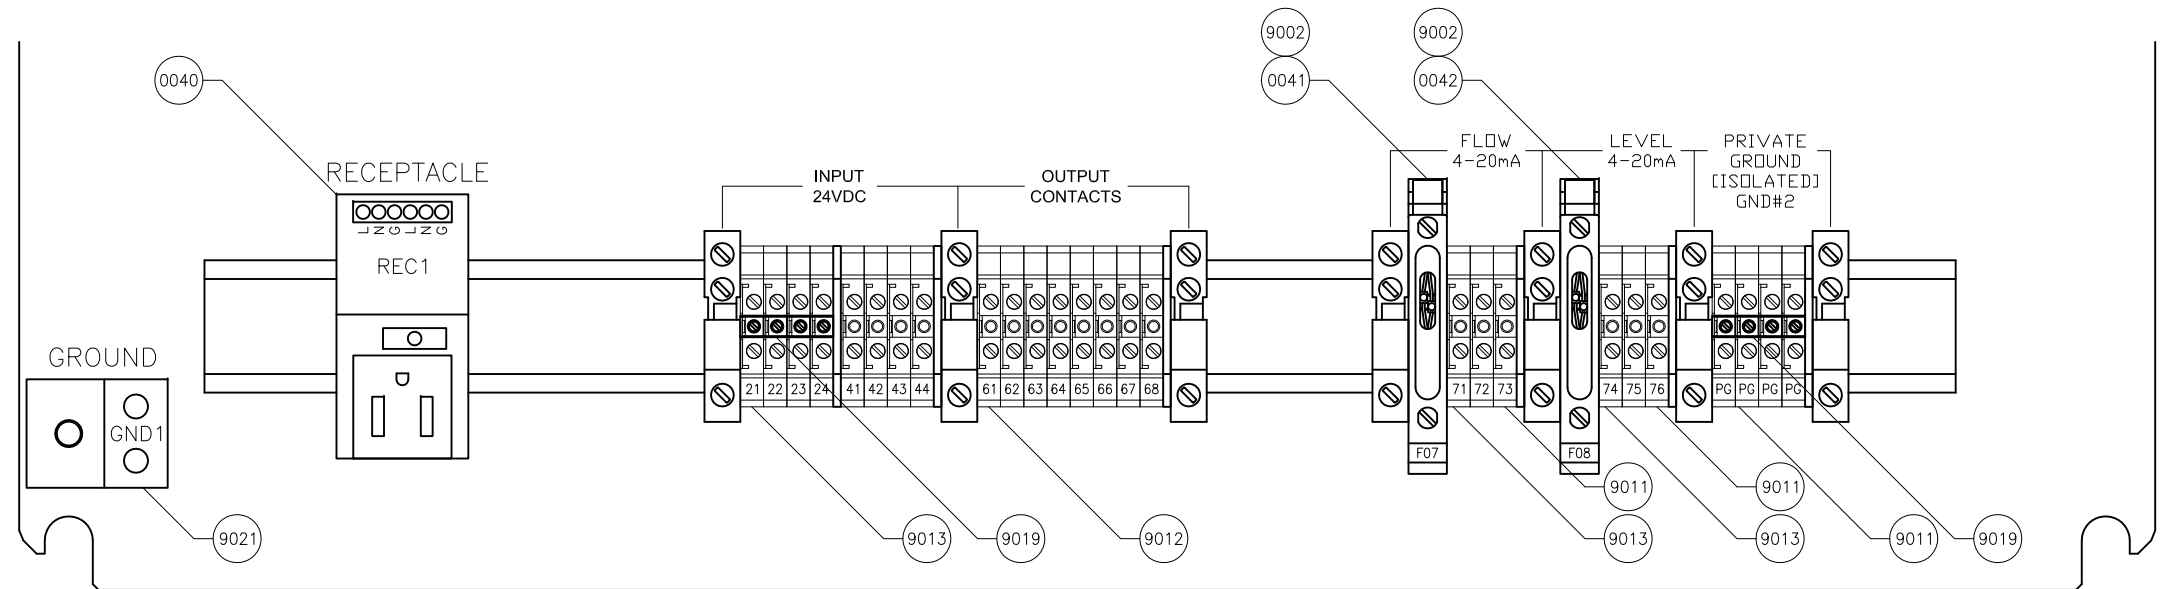 9002
9002
0040
0041
0042
RECEPTACLE
L N G L N G
REC1
INPUT
24VDC
OUTPUT
CONTACTS
FLOW
4-20mA
LEVEL
4-20mA
PRIVATE
GROUND
[ISOLATED]
GND#2
GROUND
GND1
21 22 23 24 41 42 43 44 61 62 63 64 65 66 67 68 71 72 73 74 75 76 PG PG PG PG
F07
F08
9011
9011
9021
9013
9019
9012
9013
9013
9011
9019